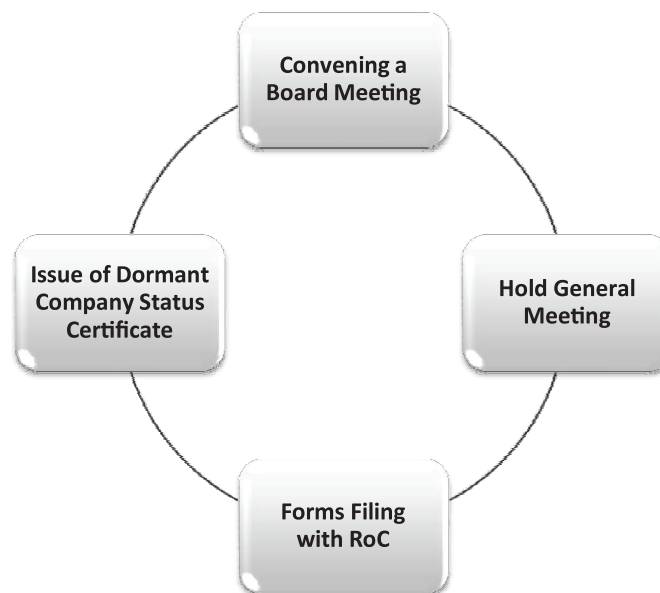 Convening a
Board Meeting
Hold General
Meeting
Forms Filing
with RoC
Issue of Dormant
Company Status
Certificate